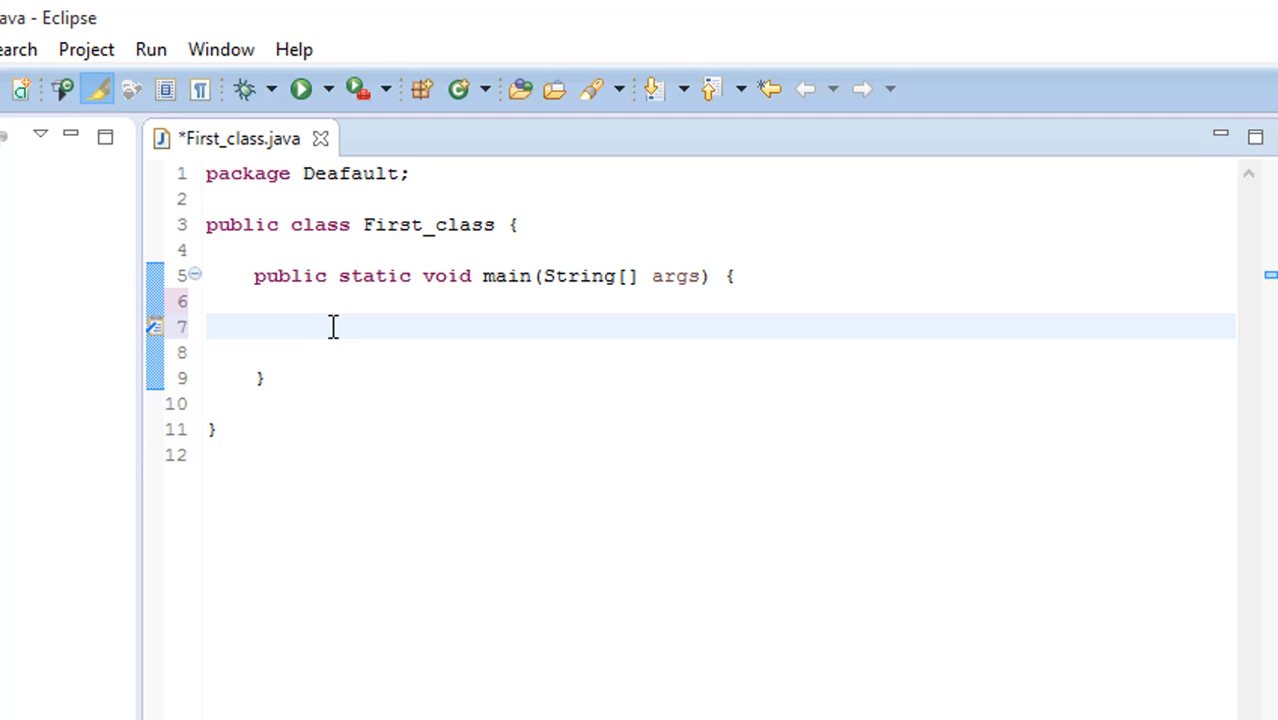 ava - Eclipse
earch Project Run Window Help
*First_class.java
1 package Deafault;
2
3 public class First_class {
4
5 public static void main(String[] args) {
6
7
8
9 }
10
11 }
12